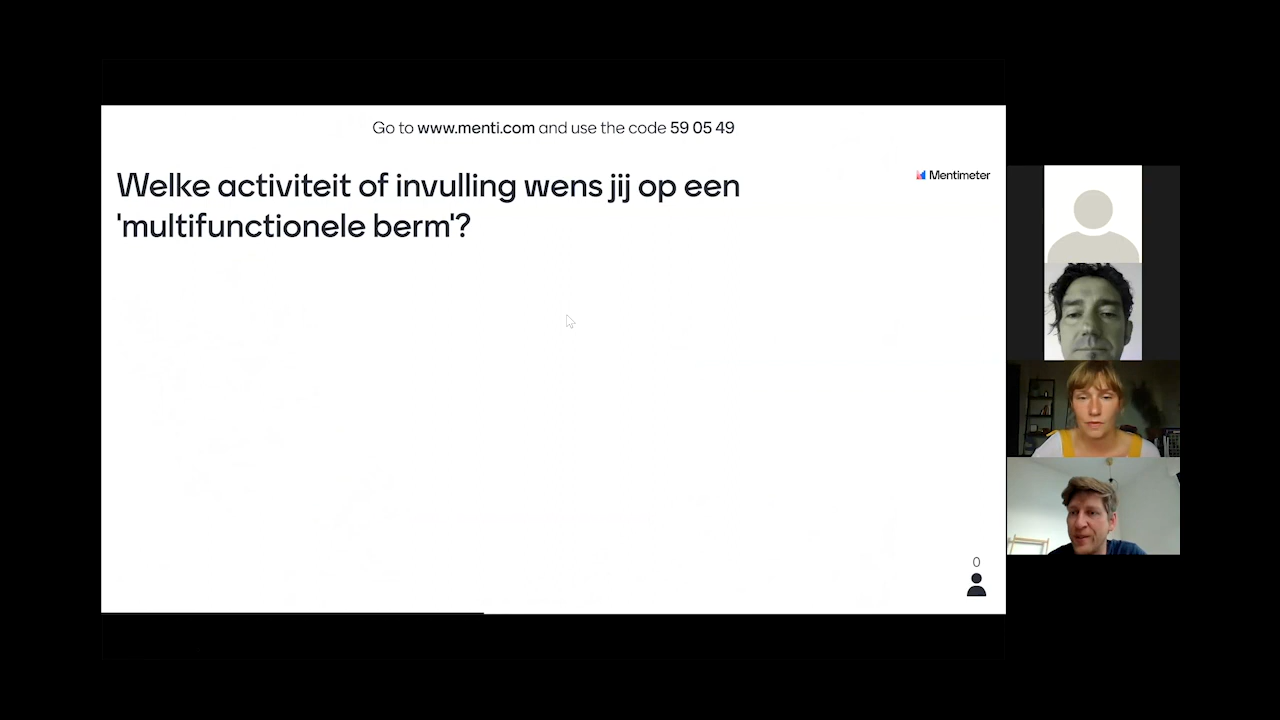 Go to www.menti.com and use the code 59 05 49
Welke activiteit of invulling wens jij op een
'multifunctionele berm'?
Mentimeter
0